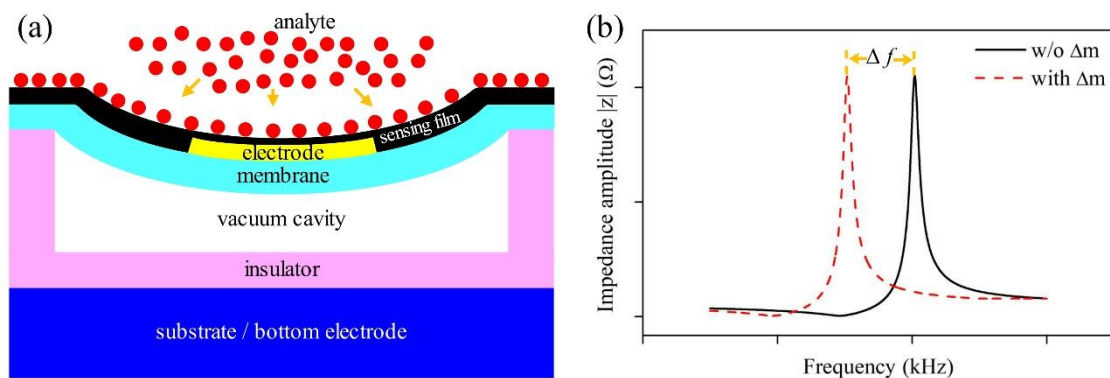 (a)
analyte
sensing film
electrode
membrane
vacuum cavity
insulator
substrate / bottom electrode
(b)
Δf
w/o Δm
with Δm
Impedance amplitude |z| (Ω)
Frequency (kHz)